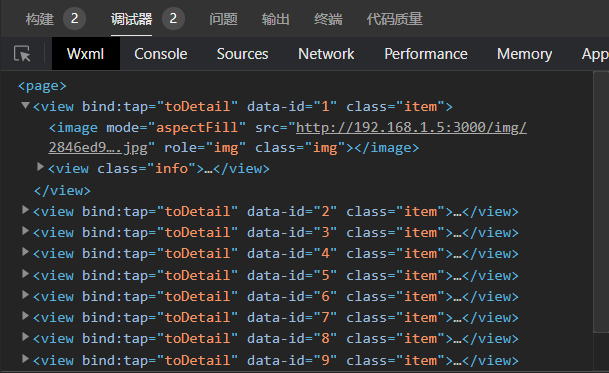 构建 2 调试器 2 问题 输出 终端 代码质量
Wxml Console Sources Network Performance Memory App
<page>
▼<view bind:tap="toDetail" data-id="1" class="item">
<image mode="aspectFill" src="http://192.168.1.5:3000/img/
2846ed9….jpg" role="img" class="img"></image>
▶<view class="info">…</view>
</view>
▶<view bind:tap="toDetail" data-id="2" class="item">…</view>
▶<view bind:tap="toDetail" data-id="3" class="item">…</view>
▶<view bind:tap="toDetail" data-id="4" class="item">…</view>
▶<view bind:tap="toDetail" data-id="5" class="item">…</view>
▶<view bind:tap="toDetail" data-id="6" class="item">…</view>
▶<view bind:tap="toDetail" data-id="7" class="item">…</view>
▶<view bind:tap="toDetail" data-id="8" class="item">…</view>
▶<view bind:tap="toDetail" data-id="9" class="item">…</view>